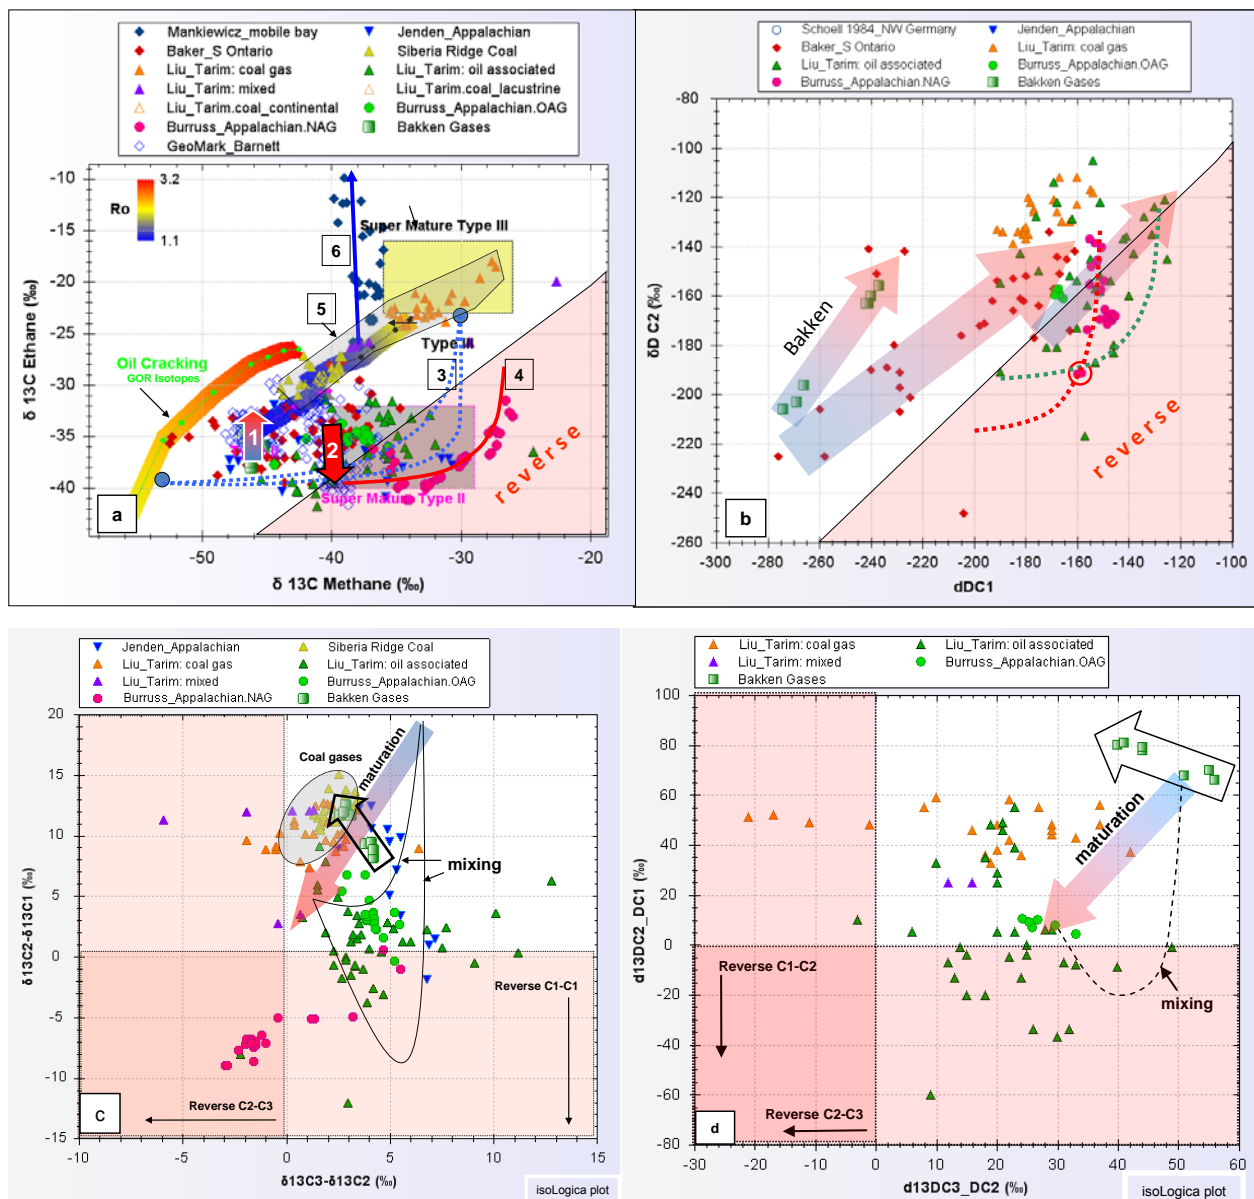 Mankiewicz_mobile bay
Jenden_Appalachian
Baker_S Ontario
Siberia Ridge Coal
Liu_Tarim: coal gas
Liu_Tarim: oil associated
Liu_Tarim: mixed
Liu_Tarim.coal_lacustrine
Liu_Tarim.coal_continental
Burruss_Appalachian.OAG
Burruss_Appalachian.NAG
Bakken Gases
GeoMark_Barnett
-10
-15
-20
-25
-30
-35
-40
δ 13C Ethane (‰)
Ro
3.2
1.1
6
Super Mature Type III
5
Type III
Oil Cracking
GOR Isotopes
3
4
1
2
Super Mature Type II
reverse
a
-50
-40
-30
-20
δ 13C Methane (‰)
Schoell 1984_NW Germany
Jenden_Appalachian
Baker_S Ontario
Liu_Tarim: coal gas
Liu_Tarim: oil associated
Burruss_Appalachian.OAG
Burruss_Appalachian.NAG
Bakken Gases
-80
-100
-120
-140
-160
-180
-200
-220
-240
-260
δD C2 (‰)
Bakken
reverse
b
-300
-280
-260
-240
-220
-200
-180
-160
-140
-120
-100
dDC1
Jenden_Appalachian
Siberia Ridge Coal
Liu_Tarim: coal gas
Liu_Tarim: oil associated
Liu_Tarim: mixed
Burruss_Appalachian.OAG
Burruss_Appalachian.NAG
Bakken Gases
20
15
10
5
0
-5
-10
-15
δ13C2-δ13C1 (‰)
Coal gases
maturation
mixing
Reverse C1-C1
Reverse C2-C3
c
-10
-5
0
5
10
15
δ13C3-δ13C2 (‰)
isoLogica plot
Liu_Tarim: coal gas
Liu_Tarim: oil associated
Liu_Tarim: mixed
Burruss_Appalachian.OAG
Bakken Gases
100
80
60
40
20
0
-20
-40
-60
-80
d13DC2_DC1 (‰)
maturation
Reverse C1-C2
mixing
Reverse C2-C3
d
-30
-20
-10
0
10
20
30
40
50
60
d13DC3_DC2 (‰)
isoLogica plot